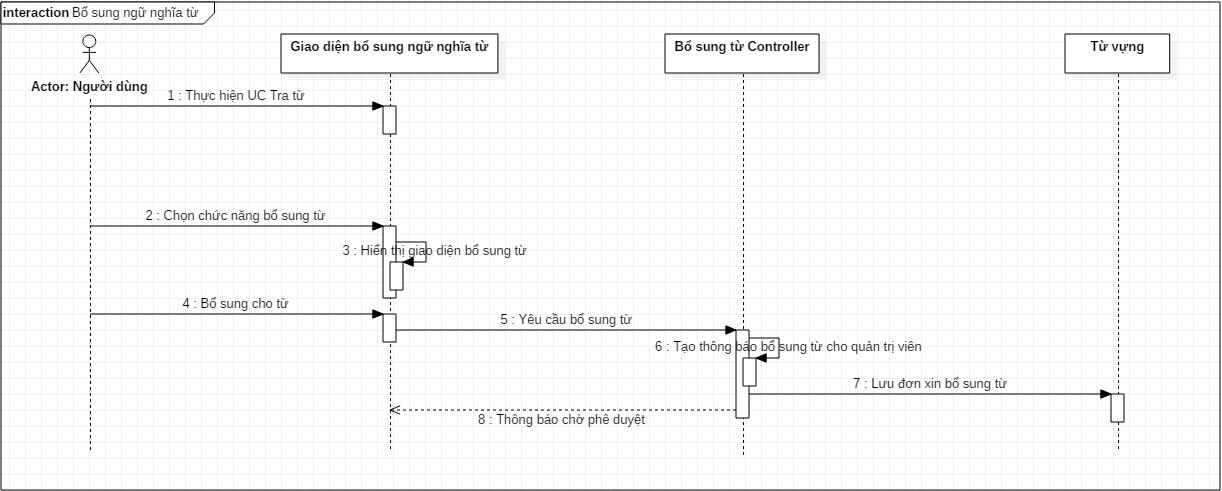 interaction Bổ sung ngữ nghĩa từ
Actor: Người dùng
Giao diện bổ sung ngữ nghĩa từ
Bổ sung từ Controller
Từ vựng
1 : Thực hiện UC Tra từ
2 : Chọn chức năng bổ sung từ
3 : Hiển thị giao diện bổ sung từ
4 : Bổ sung cho từ
5 : Yêu cầu bổ sung từ
6 : Tạo thông báo bổ sung từ cho quản trị viên
7 : Lưu đơn xin bổ sung từ
8 : Thông báo chờ phê duyệt